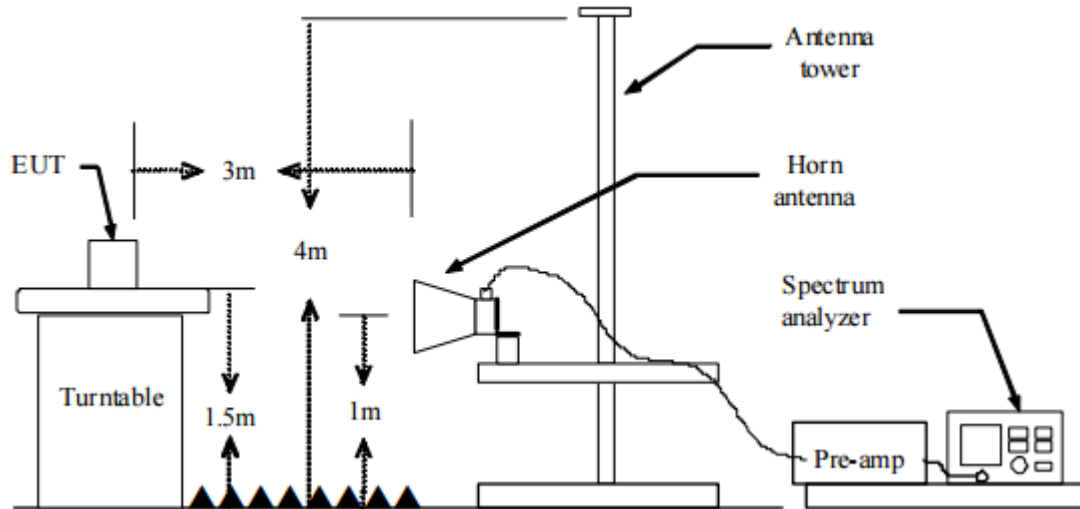 Antenna
tower
EUT
3m
Horn
antenna
4m
Spectrum
analyzer
Turntable
1.5m
1m
Pre-amp